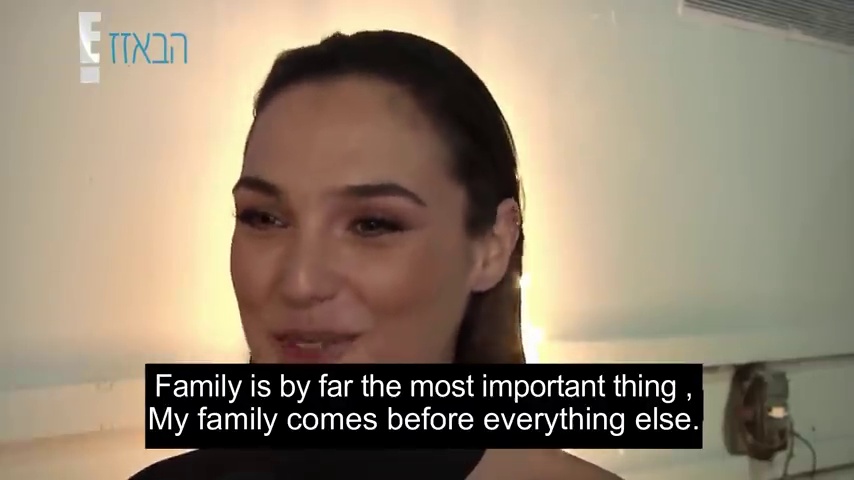 E! הבאזז
Family is by far the most important thing ,
My family comes before everything else.